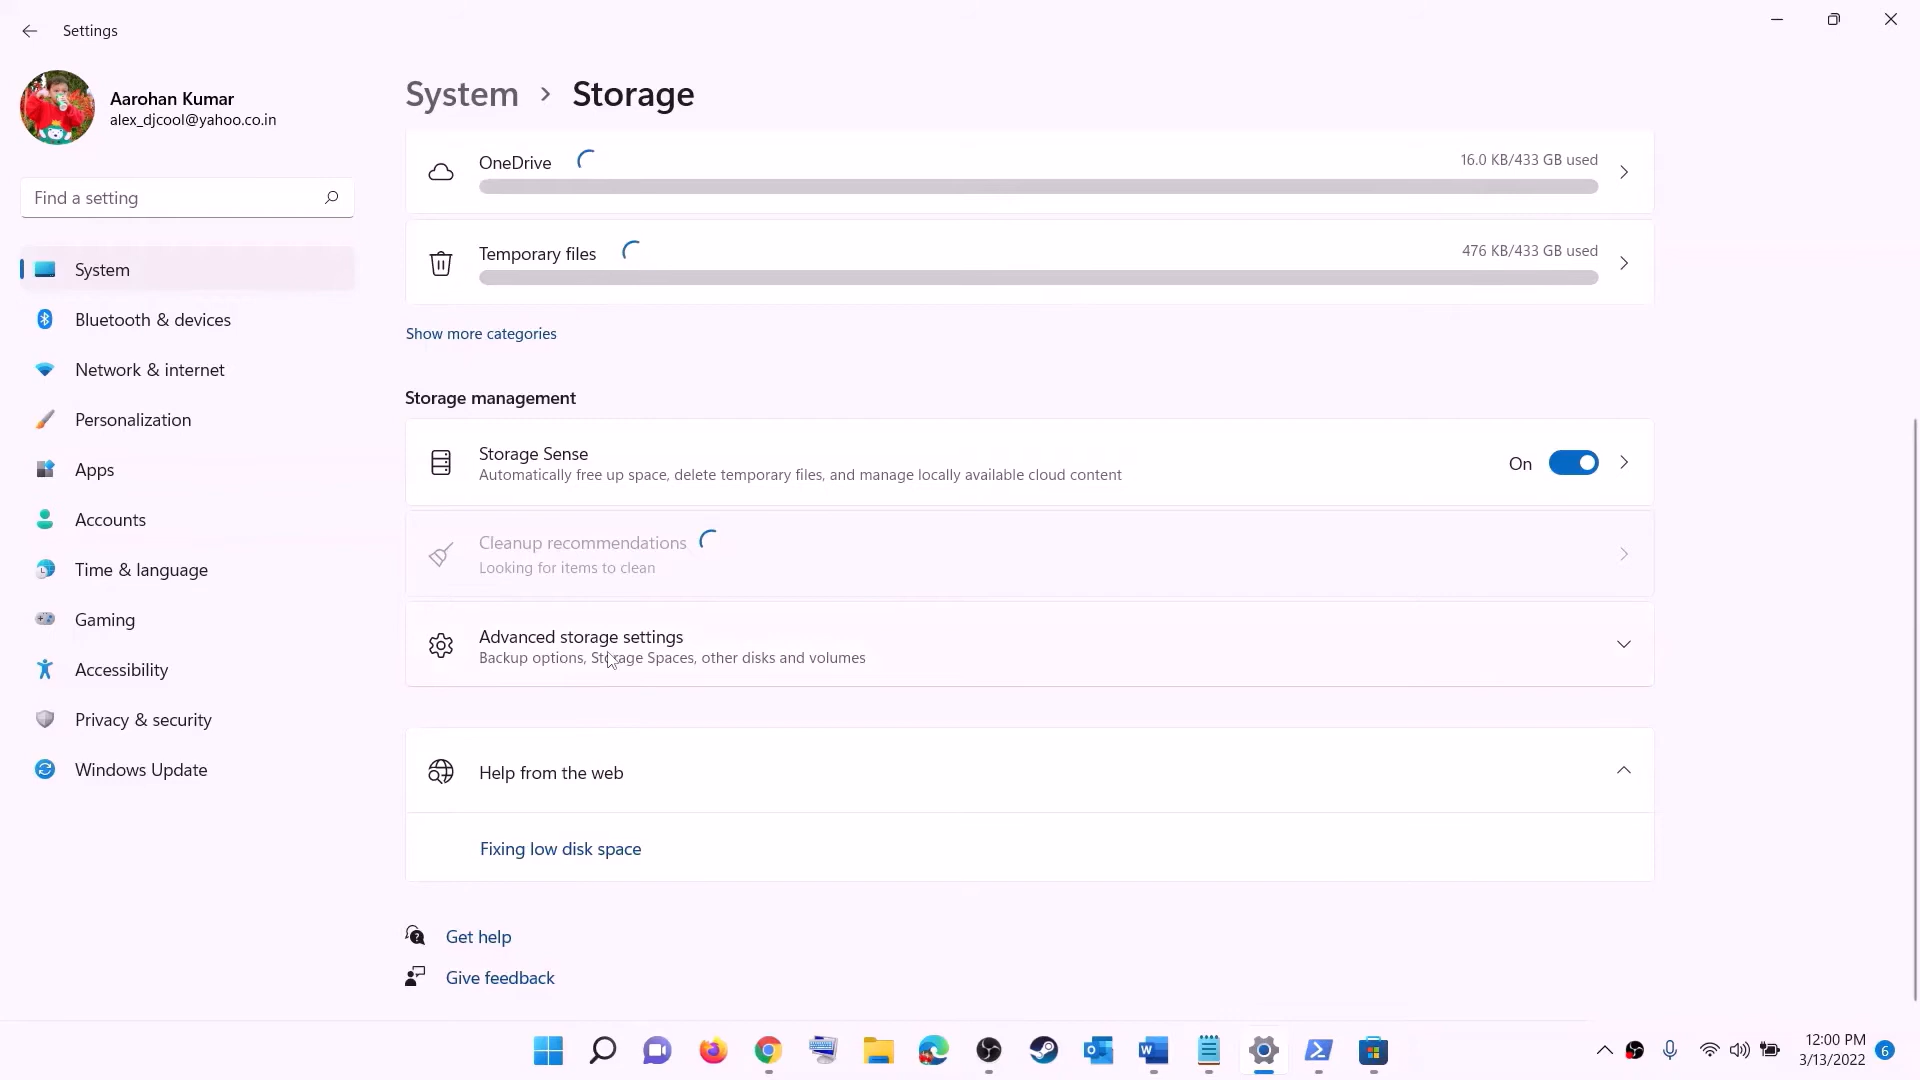 Settings
Aarohan Kumar
alex_djcool@yahoo.co.in
Find a setting
System
Bluetooth & devices
Network & internet
Personalization
Apps
Accounts
Time & language
Gaming
Accessibility
Privacy & security
Windows Update
System > Storage
OneDrive
16.0 KB/433 GB used
Temporary files
476 KB/433 GB used
Show more categories
Storage management
Storage Sense
Automatically free up space, delete temporary files, and manage locally available cloud content
On
Cleanup recommendations
Looking for items to clean
Advanced storage settings
Backup options, Storage Spaces, other disks and volumes
Help from the web
Fixing low disk space
Get help
Give feedback
12:00 PM
3/13/2022
6